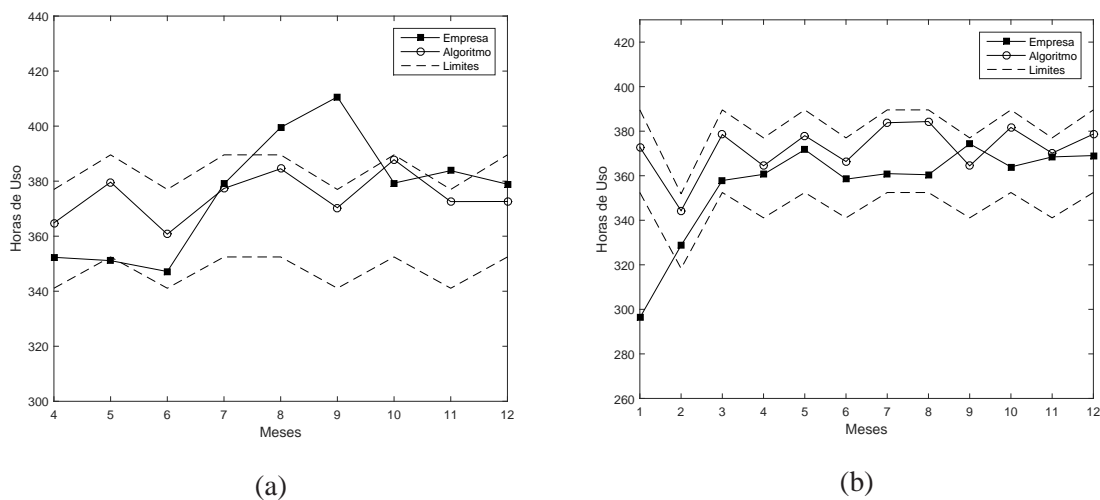 440
420
400
380
360
340
320
300
Horas de Uso
4 5 6 7 8 9 10 11 12
Meses
Empresa
Algoritmo
Limites
(a)
420
400
380
360
340
320
300
280
260
Horas de Uso
1 2 3 4 5 6 7 8 9 10 11 12
Meses
Empresa
Algoritmo
Limites
(b)